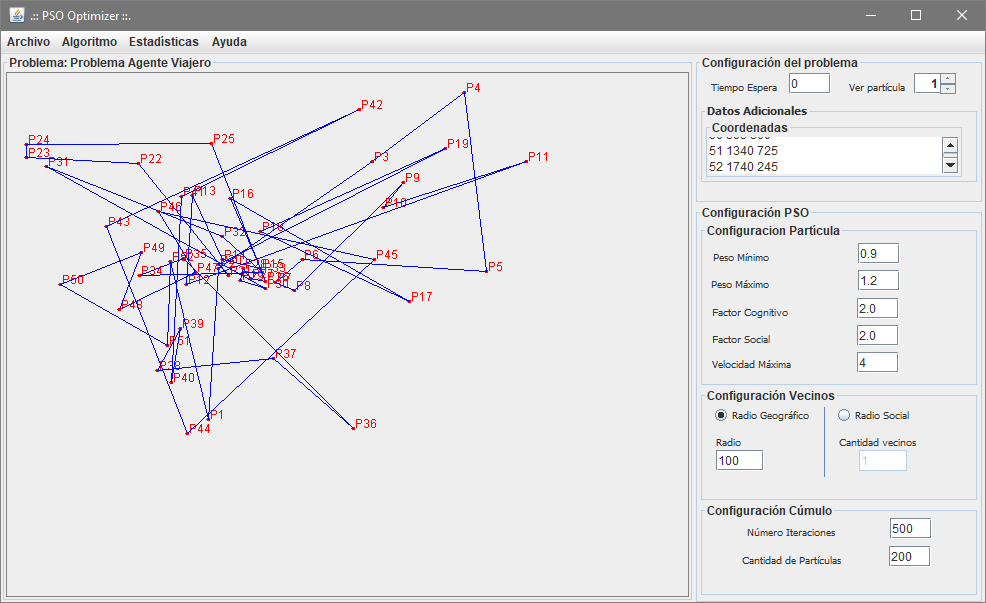 .:: PSO Optimizer ::.
Archivo Algoritmo Estadísticas Ayuda
Problema: Problema Agente Viajero
P4
P42
P24
P25
P19
P23
P22
P31
P3
P11
P9
P13
P16
P10
P46
P43
P32
P49
P35
P6
P45
P5
P34
P47
P15
P50
P12
P8
P17
P48
P39
P51
P37
P38
P40
P1
P44
P36
Configuración del problema
Tiempo Espera 0 Ver partícula 1
Datos Adicionales
Coordenadas
51 1340 725
52 1740 245
Configuración PSO
Configuracion Partícula
Peso Mínimo 0.9
Peso Máximo 1.2
Factor Cognitivo 2.0
Factor Social 2.0
Velocidad Máxima 4
Configuración Vecinos
Radio Geográfico Radio Social
Radio Cantidad vecinos
100 1
Configuración Cúmulo
Número Iteraciones 500
Cantidad de Partículas 200